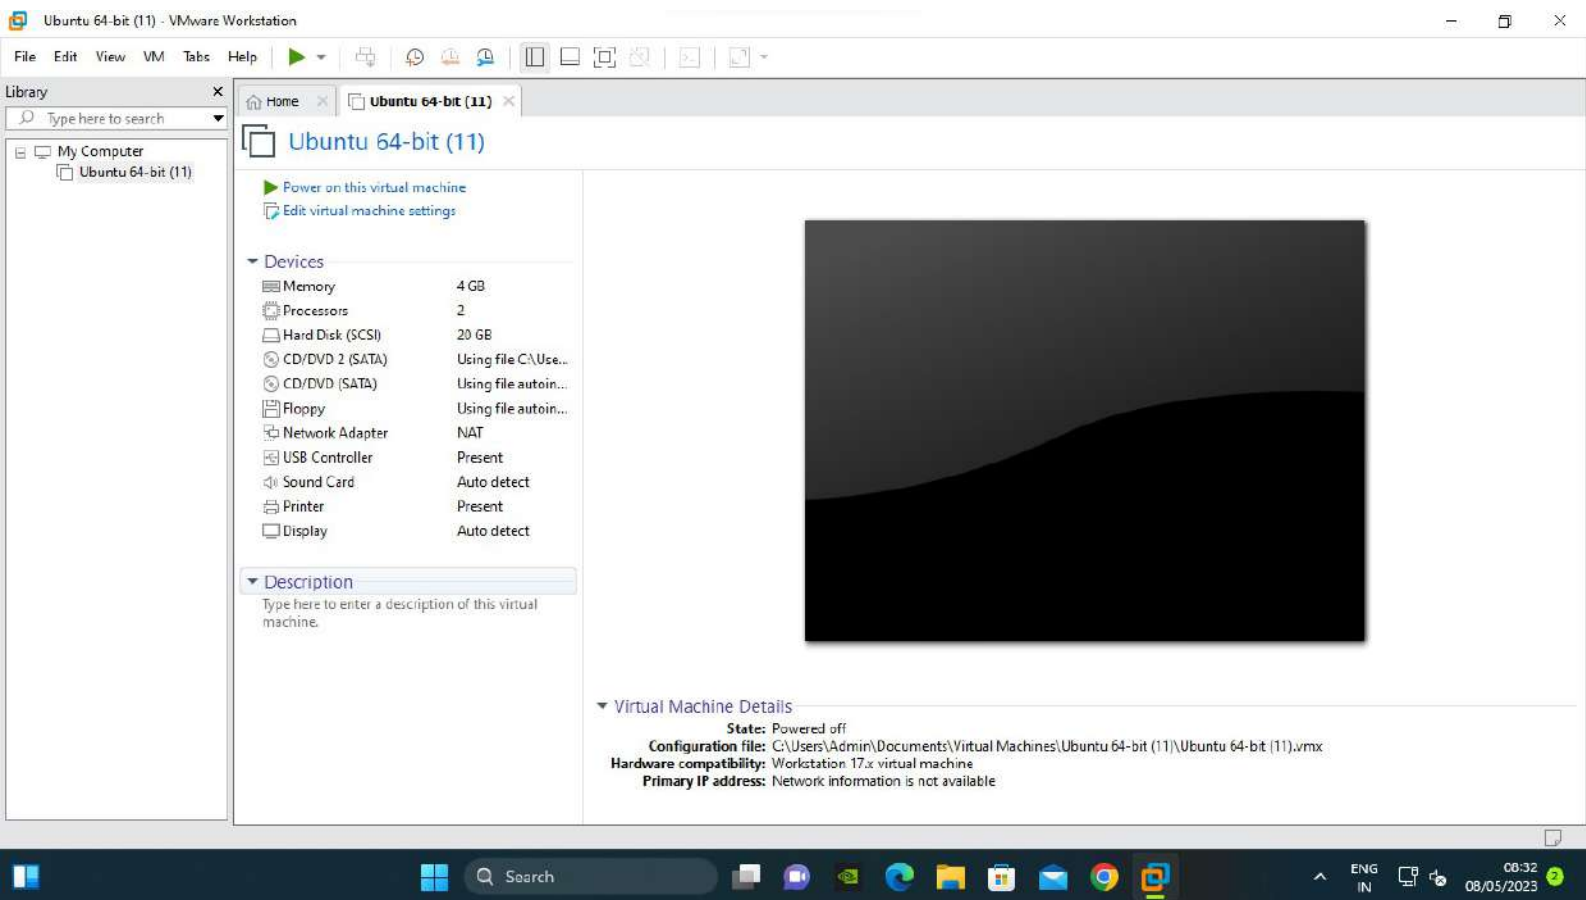 Ubuntu 64-bit (11) - VMware Workstation
File Edit View VM Tabs Help
Library
Type here to search
My Computer
Ubuntu 64-bit (11)
Home
Ubuntu 64-bit (11)
Ubuntu 64-bit (11)
Power on this virtual machine
Edit virtual machine settings
Devices
Memory 4 GB
Processors 2
Hard Disk (SCSI) 20 GB
CD/DVD 2 (SATA) Using file C:\Use...
CD/DVD (SATA) Using file autoin...
Floppy Using file autoin...
Network Adapter NAT
USB Controller Present
Sound Card Auto detect
Printer Present
Display Auto detect
Description
Type here to enter a description of this virtual
machine.
Virtual Machine Details
State: Powered off
Configuration file: C:\Users\Admin\Documents\Virtual Machines\Ubuntu 64-bit (11)\Ubuntu 64-bit (11).vmx
Hardware compatibility: Workstation 17.x virtual machine
Primary IP address: Network information is not available
Search
ENG
IN
08:32
08/05/2023
2